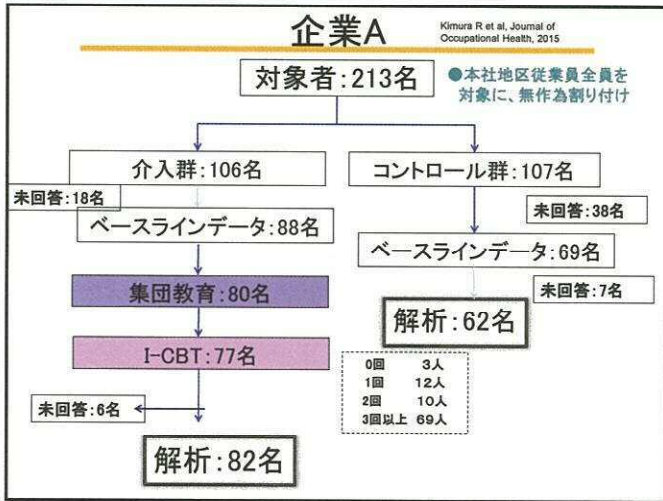 企業A
Kimura R et al, Journal of
Occupational Health, 2015
対象者:213名
●本社地区従業員全員を
対象に、無作為割り付け
介入群:106名
コントロール群:107名
未回答:18名
未回答:38名
ベースラインデータ:88名
ベースラインデータ:69名
集団教育:80名
未回答:7名
解析:62名
I-CBT:77名
0回 3人
1回 12人
2回 10人
3回以上 69人
未回答:6名
解析:82名